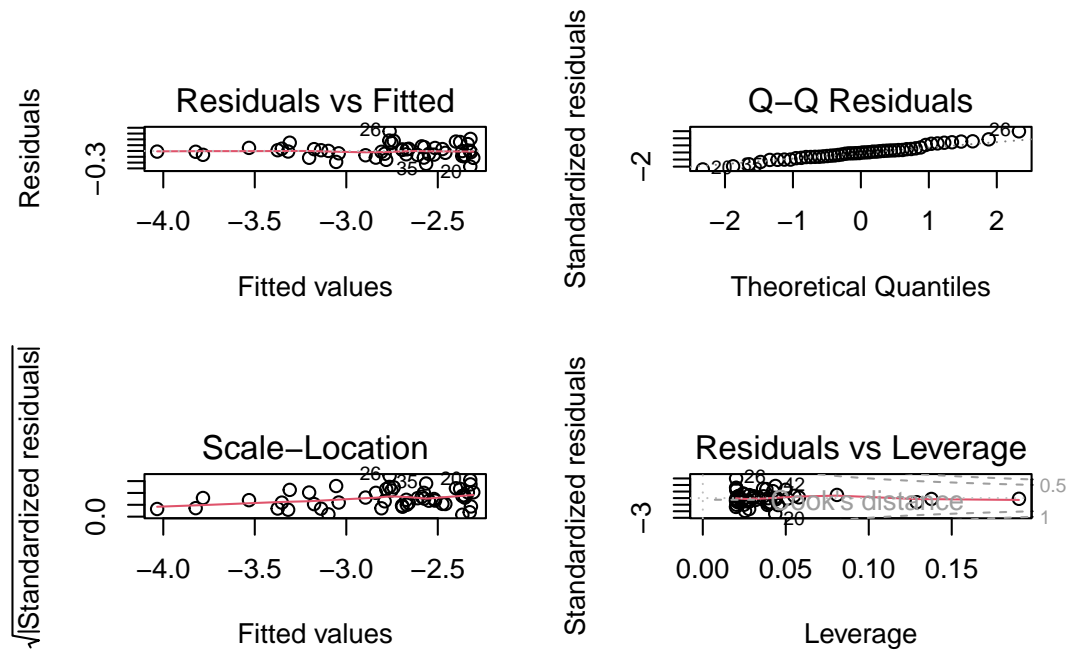 Residuals vs Fitted
Residuals
−0.3
26
35
20
−4.0 −3.5 −3.0 −2.5
Fitted values
Q−Q Residuals
Standardized residuals
−2
26
20
−2 −1 0 1 2
Theoretical Quantiles
Scale−Location
√|Standardized residuals|
0.0
26
35
20
−4.0 −3.5 −3.0 −2.5
Fitted values
Residuals vs Leverage
Standardized residuals
−3
26
42
20
Cook's distance
0.5
1
0.00 0.05 0.10 0.15
Leverage